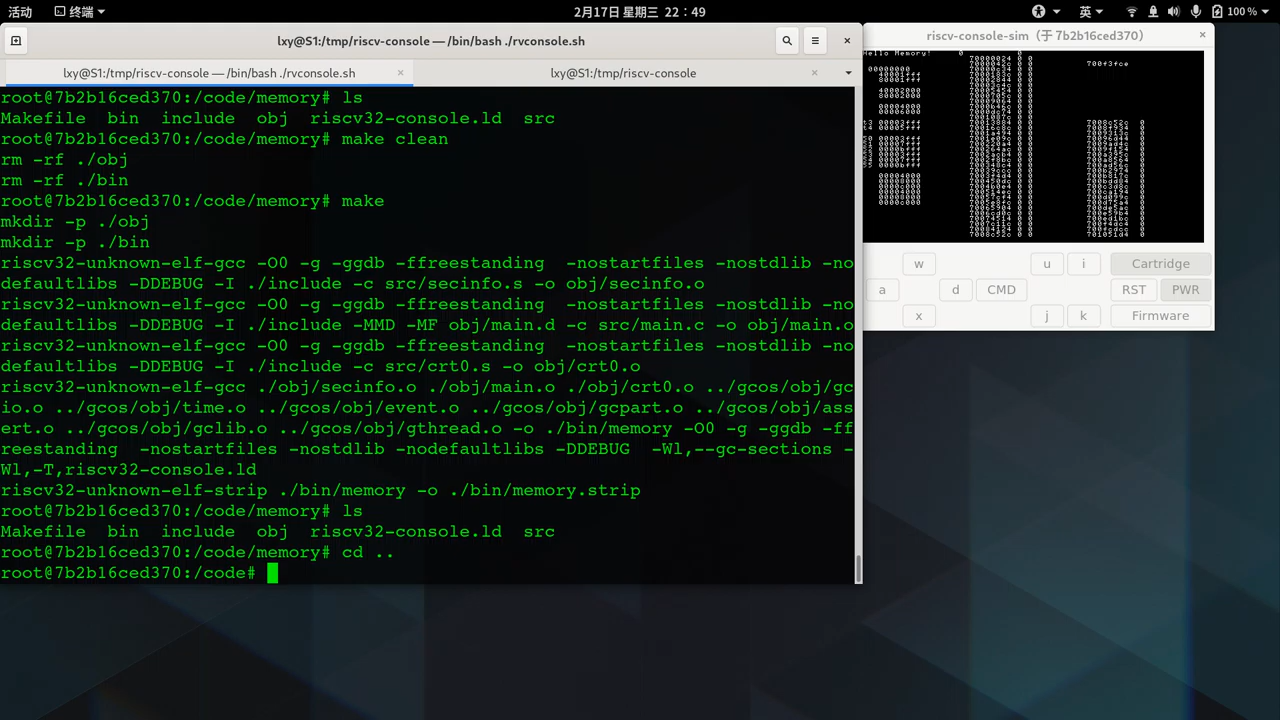 活动
终端
2月17日 星期三 22：49
英
100 %
lxy@S1:/tmp/riscv-console — /bin/bash ./rvconsole.sh
lxy@S1:/tmp/riscv-console — /bin/bash ./rvconsole.sh
lxy@S1:/tmp/riscv-console
root@7b2b16ced370:/code/memory# ls
Makefile bin include obj riscv32-console.ld src
root@7b2b16ced370:/code/memory# make clean
rm -rf ./obj
rm -rf ./bin
root@7b2b16ced370:/code/memory# make
mkdir -p ./obj
mkdir -p ./bin
riscv32-unknown-elf-gcc -O0 -g -ggdb -ffreestanding -nostartfiles -nostdlib -no
defaultlibs -DDEBUG -I ./include -c src/secinfo.s -o obj/secinfo.o
riscv32-unknown-elf-gcc -O0 -g -ggdb -ffreestanding -nostartfiles -nostdlib -no
defaultlibs -DDEBUG -I ./include -MMD -MF obj/main.d -c src/main.c -o obj/main.o
riscv32-unknown-elf-gcc -O0 -g -ggdb -ffreestanding -nostartfiles -nostdlib -no
defaultlibs -DDEBUG -I ./include -c src/crt0.s -o obj/crt0.o
riscv32-unknown-elf-gcc ./obj/secinfo.o ./obj/main.o ./obj/crt0.o ../gcos/obj/gc
io.o ../gcos/obj/time.o ../gcos/obj/event.o ../gcos/obj/gcpart.o ../gcos/obj/ass
ert.o ../gcos/obj/gclib.o ../gcos/obj/gthread.o -o ./bin/memory -O0 -g -ggdb -ff
reestanding -nostartfiles -nostdlib -nodefaultlibs -DDEBUG -Wl,--gc-sections -
Wl,-T,riscv32-console.ld
riscv32-unknown-elf-strip ./bin/memory -o ./bin/memory.strip
root@7b2b16ced370:/code/memory# ls
Makefile bin include obj riscv32-console.ld src
root@7b2b16ced370:/code/memory# cd ..
root@7b2b16ced370:/code#
riscv-console-sim（于 7b2b16ced370）
Hello Memory! 0
w
u
i
Cartridge
a
d
CMD
RST
PWR
x
j
k
Firmware